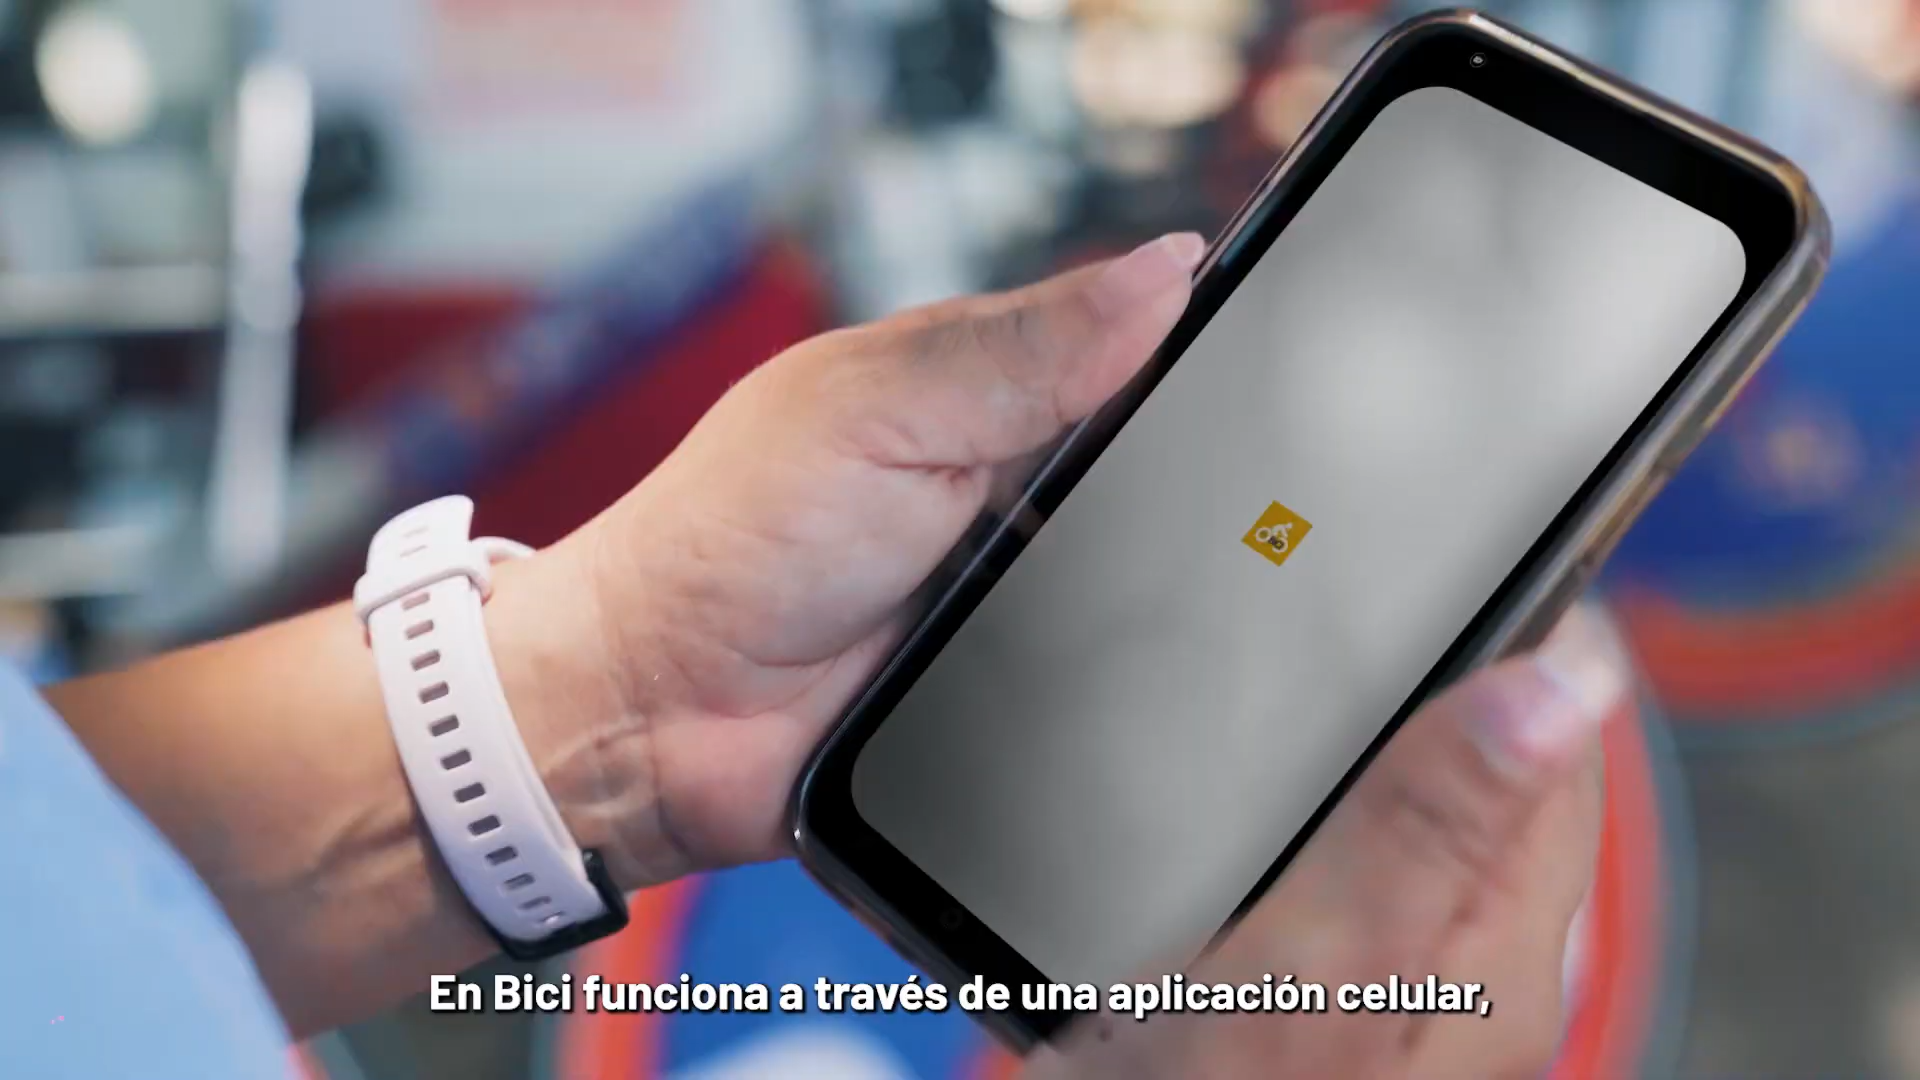 En Bici funciona a través de una aplicación celular,